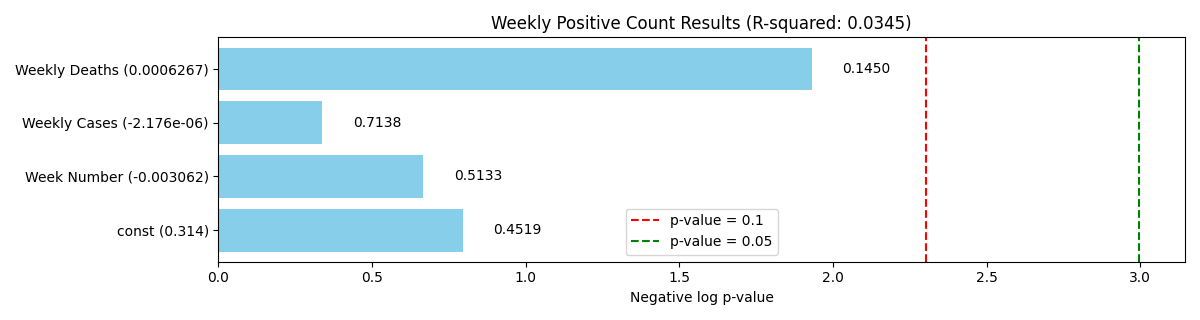 Weekly Positive Count Results (R-squared: 0.0345)
Weekly Deaths (0.0006267)
0.1450
Weekly Cases (-2.176e-06)
0.7138
Week Number (-0.003062)
0.5133
const (0.314)
0.4519
p-value = 0.1
p-value = 0.05
0.0 0.5 1.0 1.5 2.0 2.5 3.0
Negative log p-value